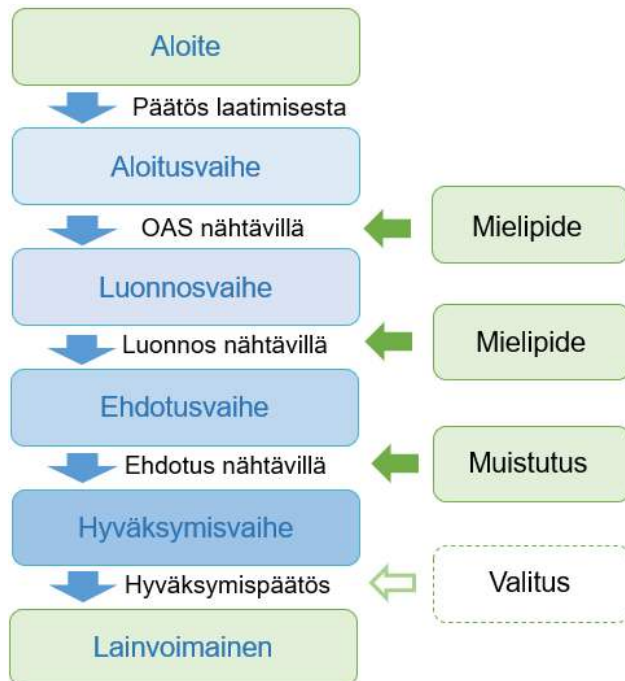 Aloite
Päätös laatimisesta
Aloitusvaihe
OAS nähtävillä
Mielipide
Luonnosvaihe
Luonnos nähtävillä
Mielipide
Ehdotusvaihe
Ehdotus nähtävillä
Muistutus
Hyväksymisvaihe
Hyväksymispäätös
Valitus
Lainvoimainen